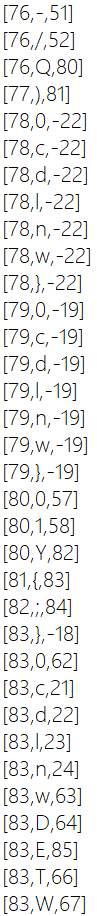 [76,-,51]
[76,/,52]
[76,Q,80]
[77,),81]
[78,0,-22]
[78,c,-22]
[78,d,-22]
[78,l,-22]
[78,n,-22]
[78,w,-22]
[78,},-22]
[79,0,-19]
[79,c,-19]
[79,d,-19]
[79,l,-19]
[79,n,-19]
[79,w,-19]
[79,},-19]
[80,0,57]
[80,1,58]
[80,Y,82]
[81,{,83]
[82,;,84]
[83,},-18]
[83,0,62]
[83,c,21]
[83,d,22]
[83,l,23]
[83,n,24]
[83,w,63]
[83,D,64]
[83,E,85]
[83,T,66]
[83,W,67]